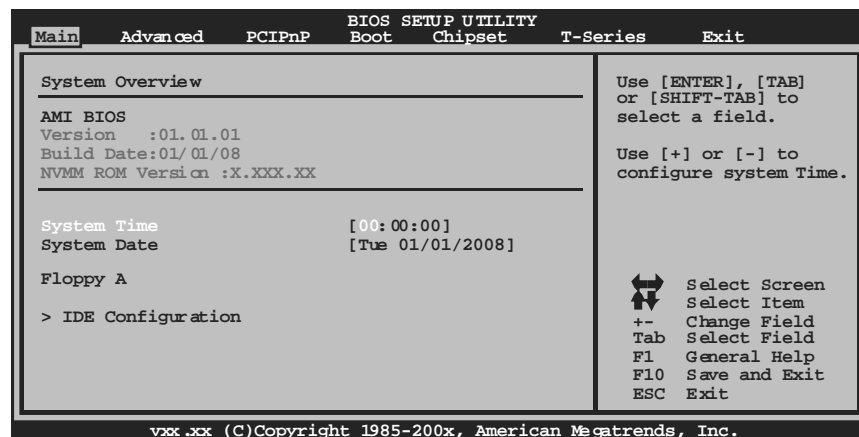 BIOS SETUP UTILITY
Main Advanced PCIPnP Boot Chipset T-Series Exit
System Overview
AMI BIOS
Version :01.01.01
Build Date:01/01/08
NVMM ROM Version :X.XXX.XX
System Time [00:00:00]
System Date [Tue 01/01/2008]
Floppy A
> IDE Configuration
Use [ENTER], [TAB]
or [SHIFT-TAB] to
select a field.
Use [+] or [-] to
configure system Time.
Select Screen
Select Item
+- Change Field
Tab Select Field
F1 General Help
F10 Save and Exit
ESC Exit
vxx.xx (C)Copyright 1985-200x, American Megatrends, Inc.